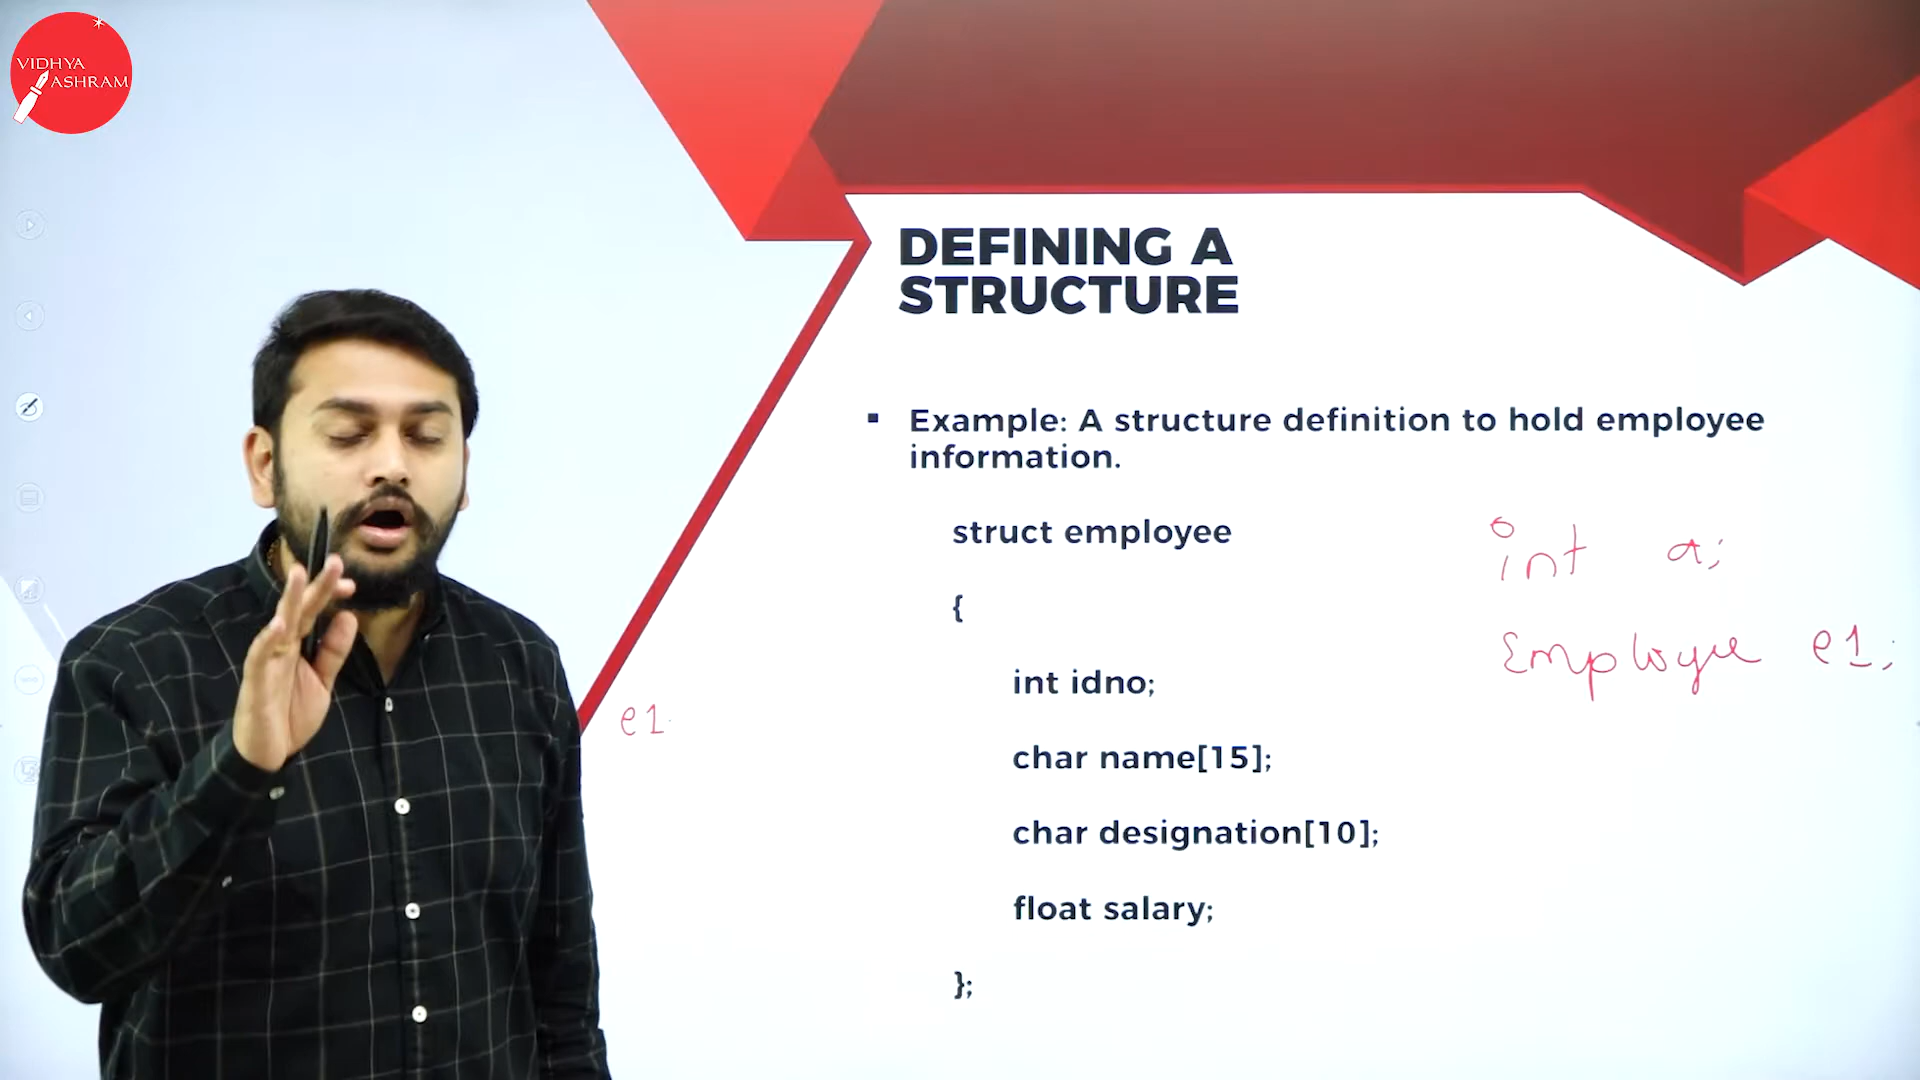 VIDHYA
ASHRAM
DEFINING A
STRUCTURE
▪ Example: A structure definition to hold employee
information.
struct employee
{
int idno;
char name[15];
char designation[10];
float salary;
};
int a;
Employee e1;
e1